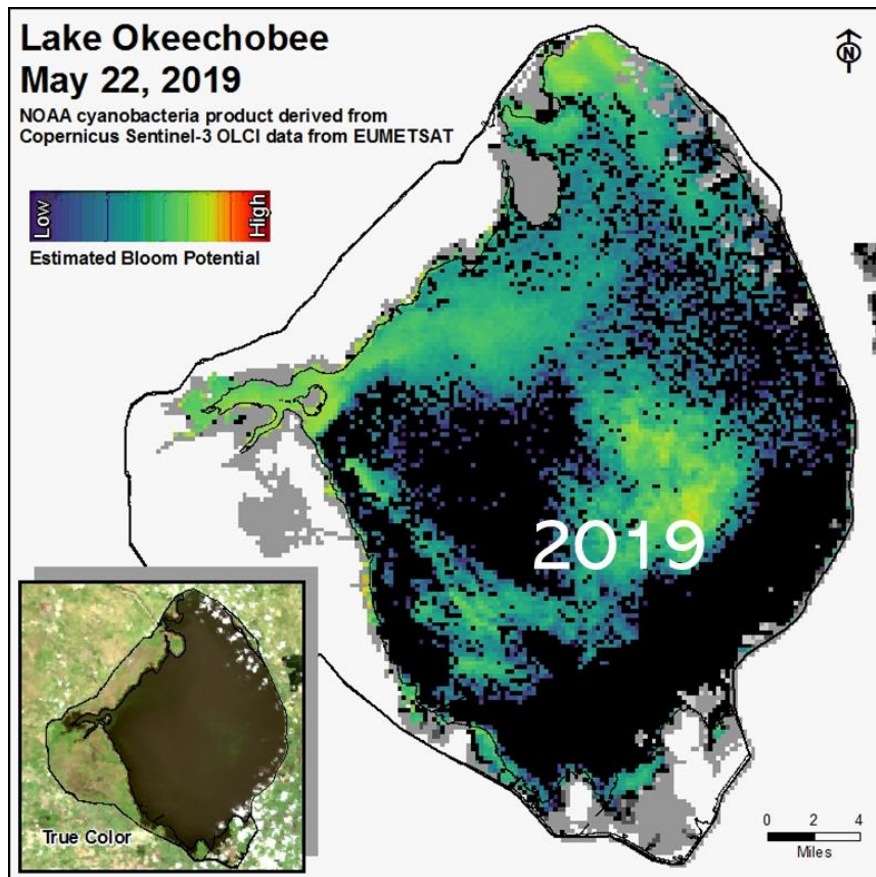 Lake Okeechobee
May 22, 2019
NOAA cyanobacteria product derived from
Copernicus Sentinel-3 OLCI data from EUMETSAT
N
Low
High
Estimated Bloom Potential
2019
True Color
0 2 4
Miles